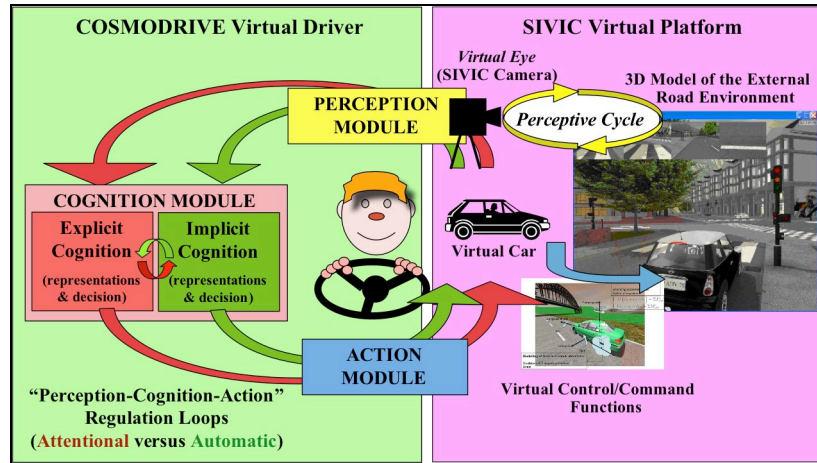 COSMODRIVE Virtual Driver
SIVIC Virtual Platform
Virtual Eye
(SIVIC Camera)
3D Model of the External
Road Environment
PERCEPTION
MODULE
Perceptive Cycle
COGNITION MODULE
Explicit
Cognition
(representations
& decision)
Implicit
Cognition
(representations
& decision)
Virtual Car
ACTION
MODULE
“Perception-Cognition-Action”
Regulation Loops
(Attentional versus Automatic)
Virtual Control/Command
Functions